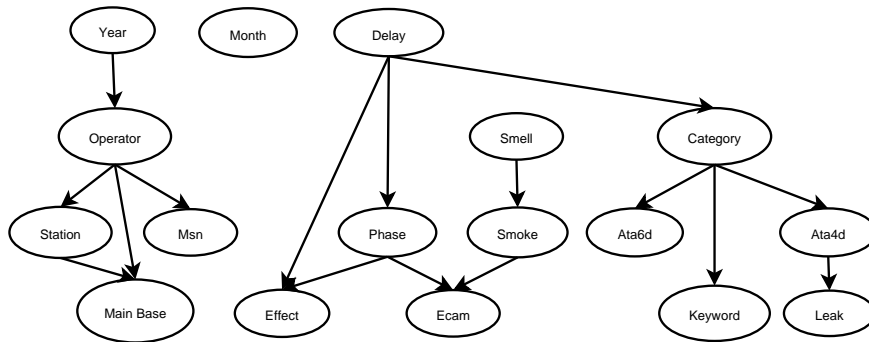 Year
Month
Delay
Operator
Smell
Category
Station
Msn
Phase
Smoke
Ata6d
Ata4d
Main Base
Effect
Ecam
Keyword
Leak